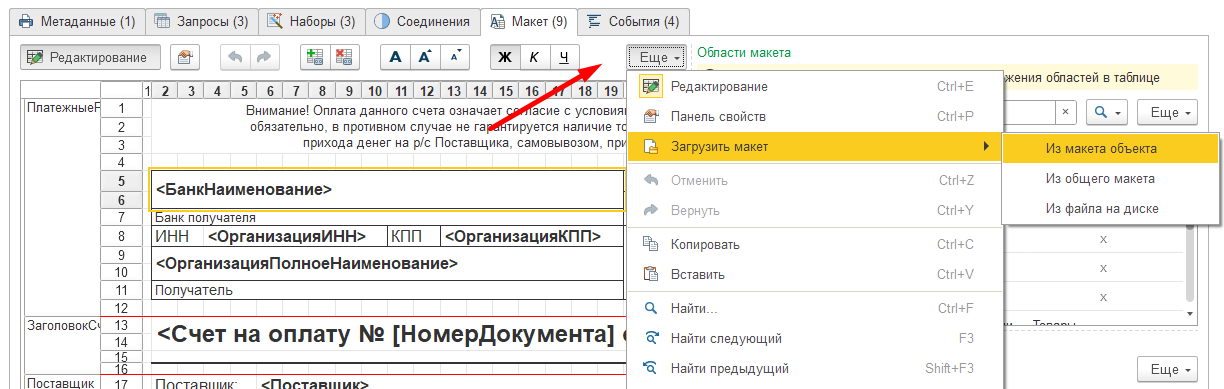 Метаданные (1) Запросы (3) Наборы (3) Соединения Макет (9) События (4)
Редактирование А А А Ж К Ч Еще Области макета
жения областей в таблице
Еще
1 2 3 4 5 6 7 8 9 10 11 12 13 14 15 16 17 18 19
ПлатежныеР 1 Внимание! Оплата данного счета означает согласие с условия
2 обязательно, в противном случае не гарантируется наличие то
3 прихода денег на р/с Поставщика, самовывозом, при
4
5 <БанкНаименование>
6
7 Банк получателя
8 ИНН <ОрганизацияИНН> КПП <ОрганизацияКПП>
9 <ОрганизацияПолноеНаименование>
10
11 Получатель
12
ЗаголовокСч 13 <Счет на оплату № [НомерДокумента] о
14
15
16
Поставщик 17 Поставщик: <Поставщик>
Редактирование Ctrl+E
Панель свойств Ctrl+P
Загрузить макет
Отменить Ctrl+Z
Вернуть Ctrl+Y
Копировать Ctrl+C
Вставить Ctrl+V
Найти... Ctrl+F
Найти следующий F3
Найти предыдущий Shift+F3
Из макета объекта
Из общего макета
Из файла на диске
x
x
x
Еще